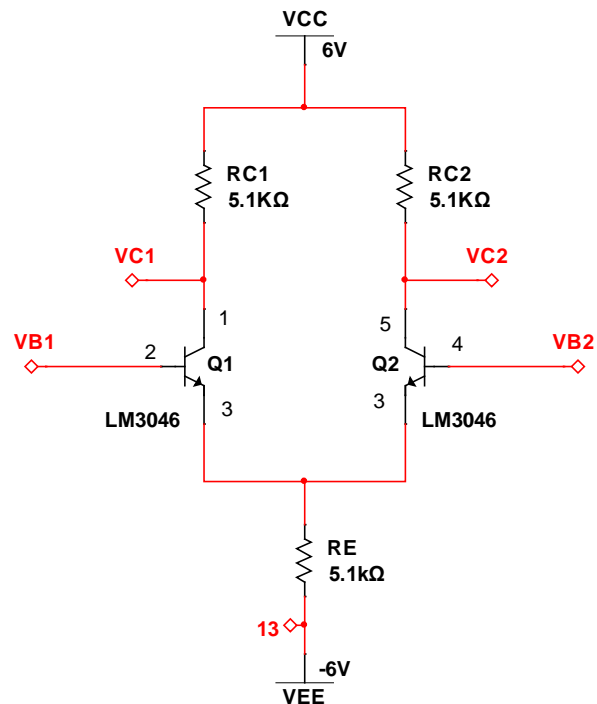 VCC
6V
RC1
5.1KΩ
RC2
5.1KΩ
VC1
VC2
1
5
VB1
2
Q1
Q2
4
VB2
LM3046
3
3
LM3046
RE
5.1kΩ
13
-6V
VEE